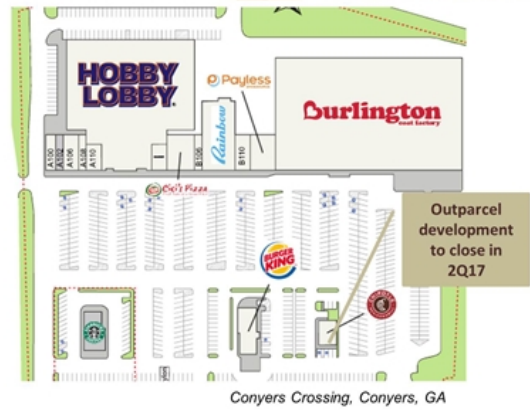 HOBBY
LOBBY
Payless
Burlington
coat factory
Rainbow
A100
A102
A106
A108
A110
B106
B110
CiCi's Pizza
Outparcel
development
to close in
2Q17
BURGER
KING
CHIPOTLE
Conyers Crossing, Conyers, GA